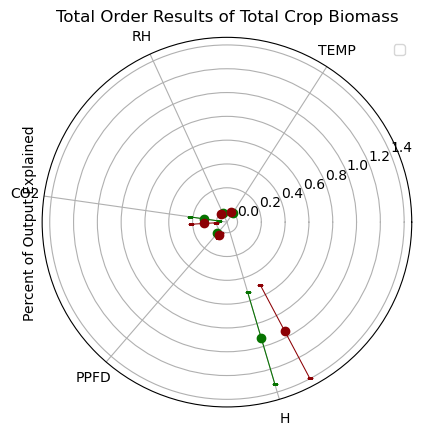 Total Order Results of Total Crop Biomass
RH
TEMP
1.4
1.2
1.0
0.8
0.6
0.4
0.2
0.0
CO2
Percent of Output Explained
PPFD
H